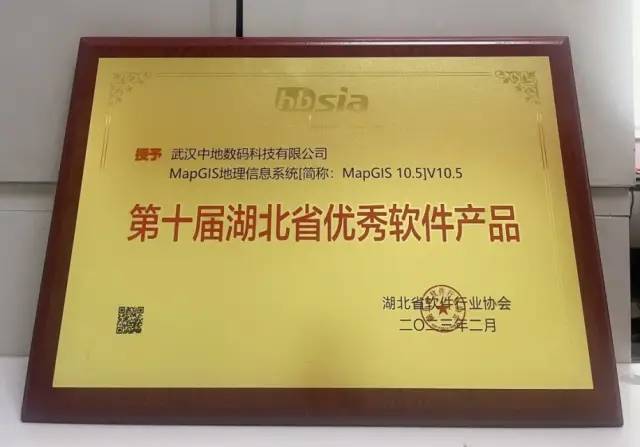 hbsia
授予 武汉中地数码科技有限公司
MapGIS地理信息系统[简称：MapGIS 10.5]V10.5
第十届湖北省优秀软件产品
湖北省软件行业协会
二〇二三年二月